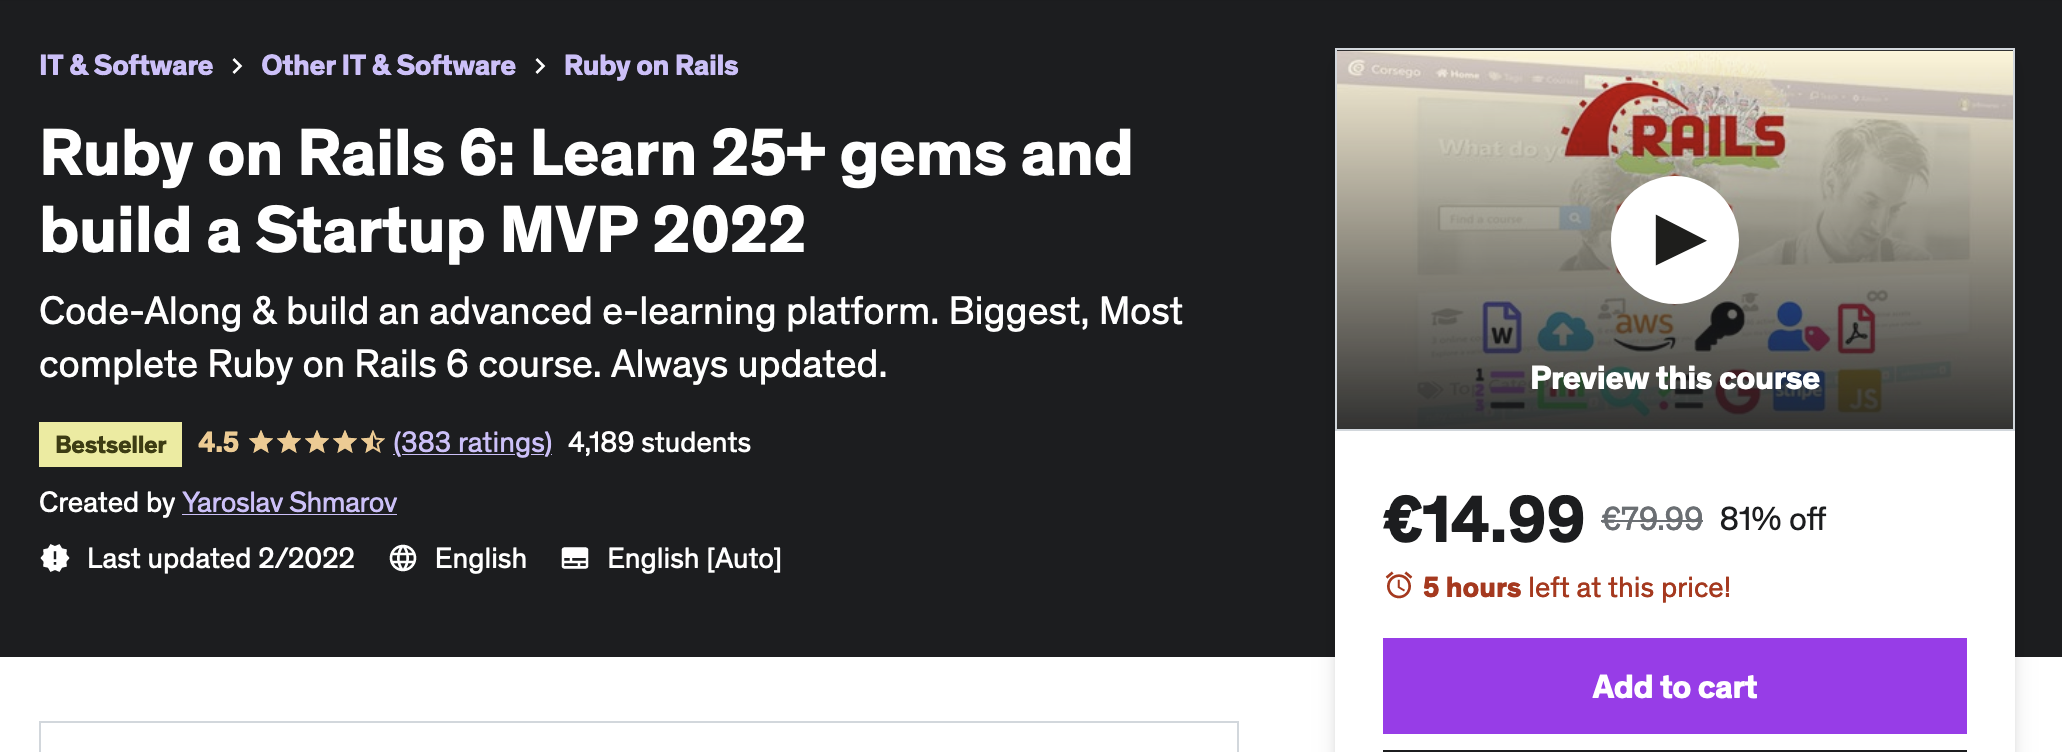 IT & Software > Other IT & Software > Ruby on Rails
Ruby on Rails 6: Learn 25+ gems and
build a Startup MVP 2022
Code-Along & build an advanced e-learning platform. Biggest, Most
complete Ruby on Rails 6 course. Always updated.
Bestseller 4.5 (383 ratings) 4,189 students
Created by Yaroslav Shmarov
Last updated 2/2022 English English [Auto]
Corsego Home
RAILS
What do
Find a course
W aws
Preview this course
stripe JS
€14.99 €79.99 81% off
5 hours left at this price!
Add to cart